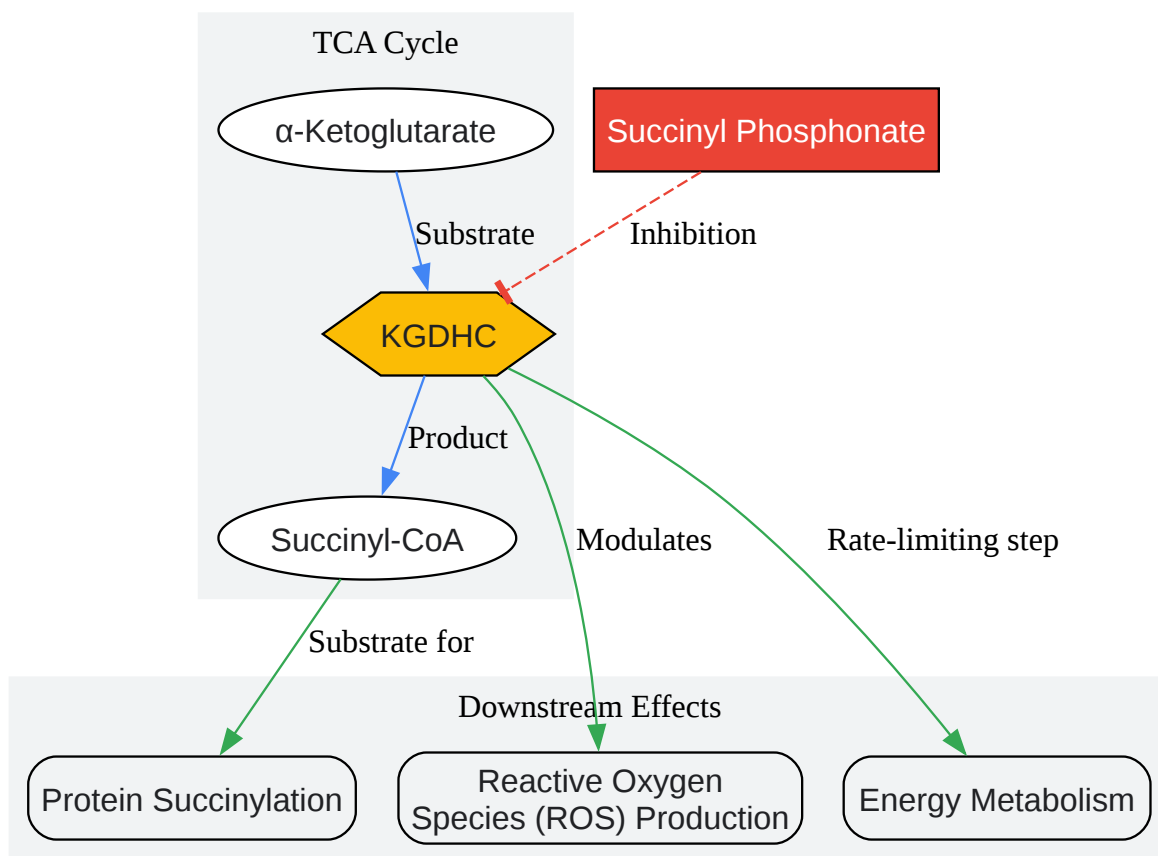 TCA Cycle
α-Ketoglutarate
Succinyl Phosphonate
Substrate
Inhibition
KGDHC
Product
Succinyl-CoA
Modulates
Rate-limiting step
Substrate for
Downstream Effects
Protein Succinylation
Reactive Oxygen
Species (ROS) Production
Energy Metabolism